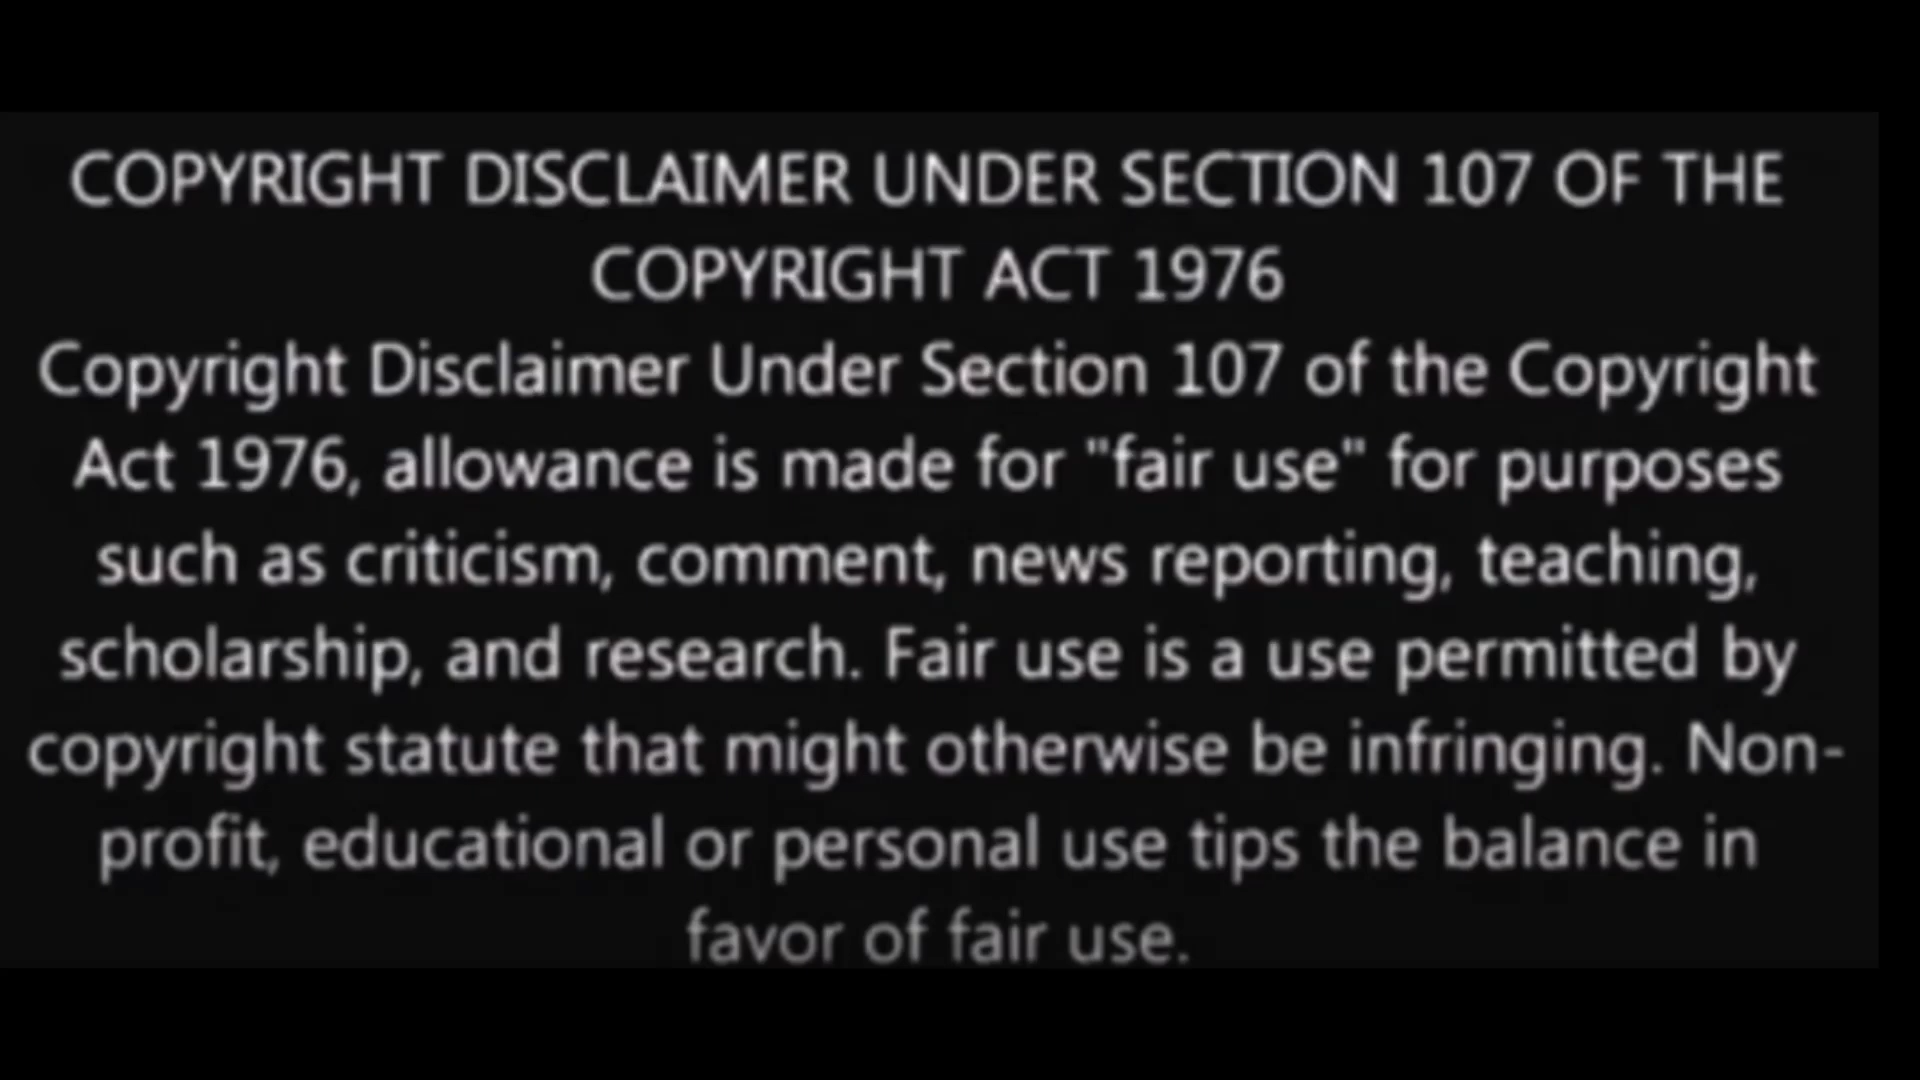 COPYRIGHT DISCLAIMER UNDER SECTION 107 OF THE
COPYRIGHT ACT 1976
Copyright Disclaimer Under Section 107 of the Copyright
Act 1976, allowance is made for "fair use" for purposes
such as criticism, comment, news reporting, teaching,
scholarship, and research. Fair use is a use permitted by
copyright statute that might otherwise be infringing. Non-
profit, educational or personal use tips the balance in
favor of fair use.